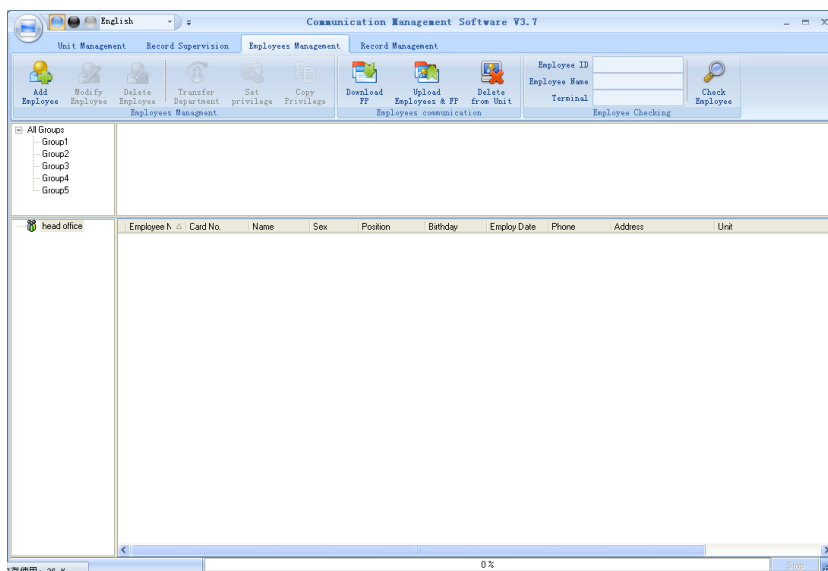 English
Communication Management Software V3.7
Unit Management Record Supervision Employees Management Record Management
Add Employee Modify Employee Delete Employee Transfer Department Set privilege Copy Privilege
Employees Managment
Download FP Upload Employees & FP Delete from Unit
Employees communication
Employee ID
Employee Name
Terminal
Check Employee
Employee Checking
All Groups
Group1
Group2
Group3
Group4
Group5
head office
Employee N Card No. Name Sex Position Birthday Employ Date Phone Address Unit
0%
Stop